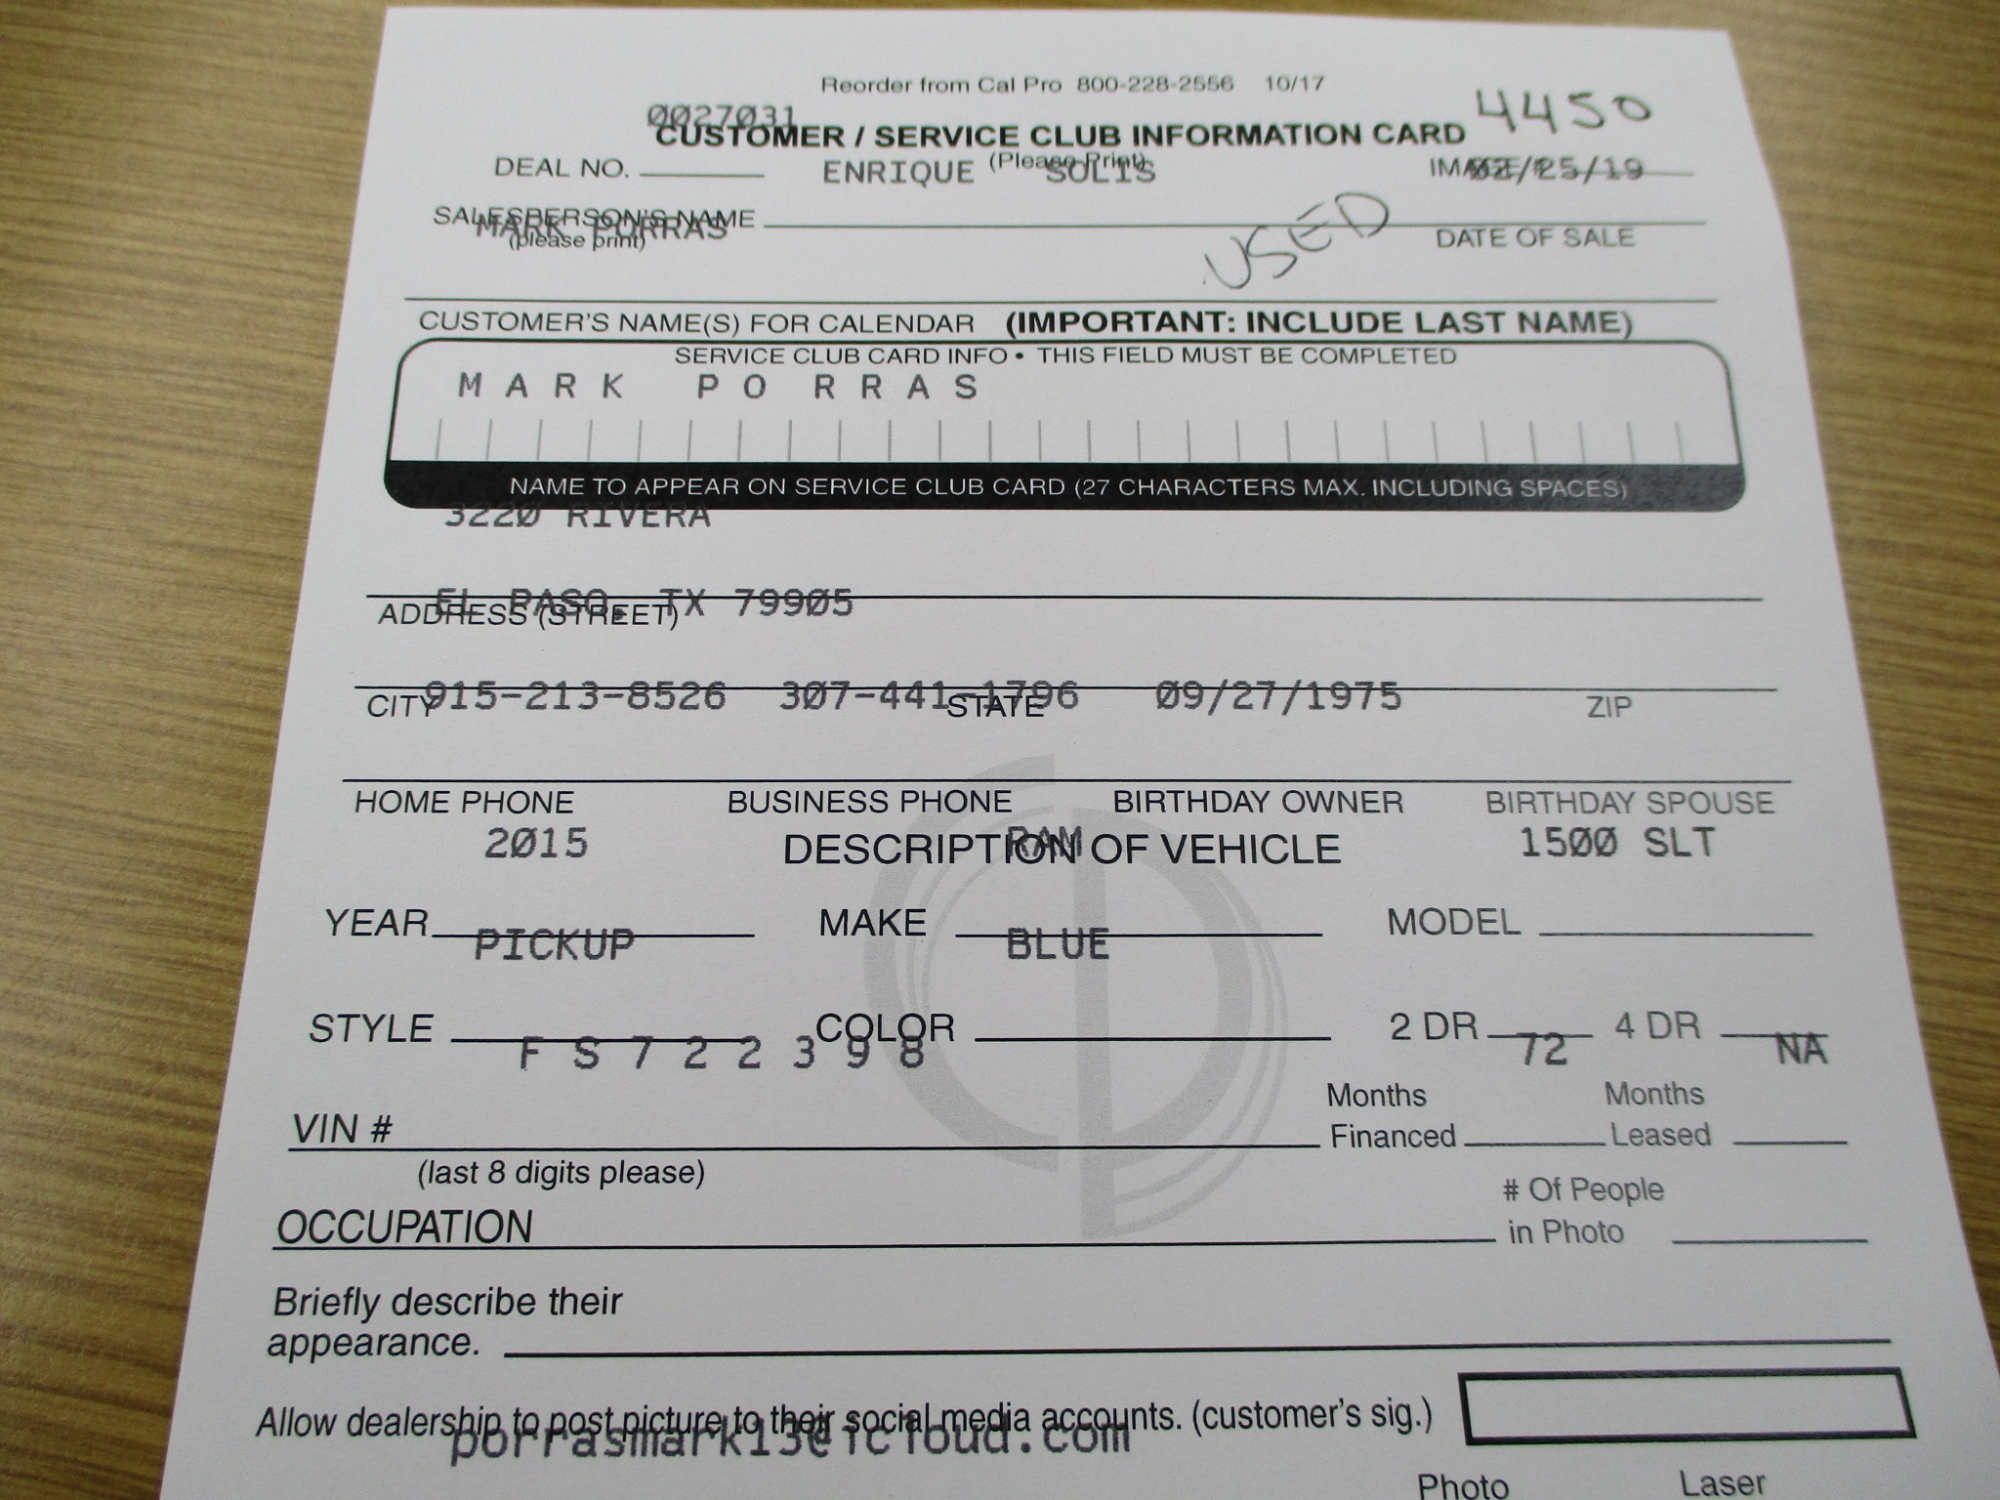 Reorder from Cal Pro 800-228-2556 10/17
0027031
4450
CUSTOMER / SERVICE CLUB INFORMATION CARD
DEAL NO. ENRIQUE (Please Print) SOLIS 02/25/19
SALESPERSON'S NAME
MARK PORRAS
(please print)
USED
DATE OF SALE
CUSTOMER'S NAME(S) FOR CALENDAR (IMPORTANT: INCLUDE LAST NAME)
SERVICE CLUB CARD INFO • THIS FIELD MUST BE COMPLETED
MARK PORRAS
NAME TO APPEAR ON SERVICE CLUB CARD (27 CHARACTERS MAX. INCLUDING SPACES)
3220 RIVERA
EL PASO, TX 79905
ADDRESS (STREET)
915-213-8526 307-441-1796 09/27/1975
CITY STATE ZIP
HOME PHONE BUSINESS PHONE BIRTHDAY OWNER BIRTHDAY SPOUSE
2015 RAM 1500 SLT
DESCRIPTION OF VEHICLE
YEAR MAKE MODEL
PICKUP BLUE
STYLE COLOR 2 DR 4 DR
FS722398 72 NA
VIN # Months Financed Months Leased
(last 8 digits please)
OCCUPATION # Of People in Photo
Briefly describe their
appearance.
Allow dealership to post picture to their social media accounts. (customer's sig.)
porrasmark13@icloud.com
Photo Laser